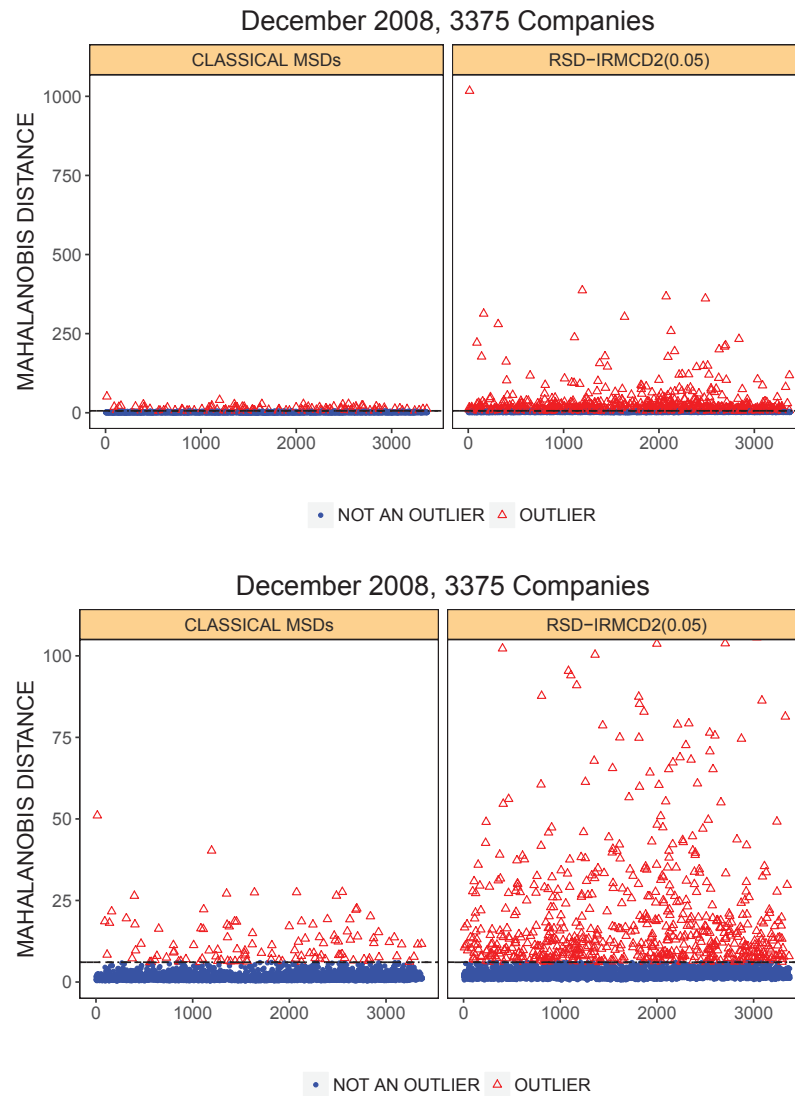 December 2008, 3375 Companies
CLASSICAL MSDs
RSD−IRMCD2(0.05)
MAHALANOBIS DISTANCE
1000
750
500
250
0
0 1000 2000 3000
0 1000 2000 3000
NOT AN OUTLIER OUTLIER
December 2008, 3375 Companies
CLASSICAL MSDs
RSD−IRMCD2(0.05)
MAHALANOBIS DISTANCE
100
75
50
25
0
0 1000 2000 3000
0 1000 2000 3000
NOT AN OUTLIER OUTLIER